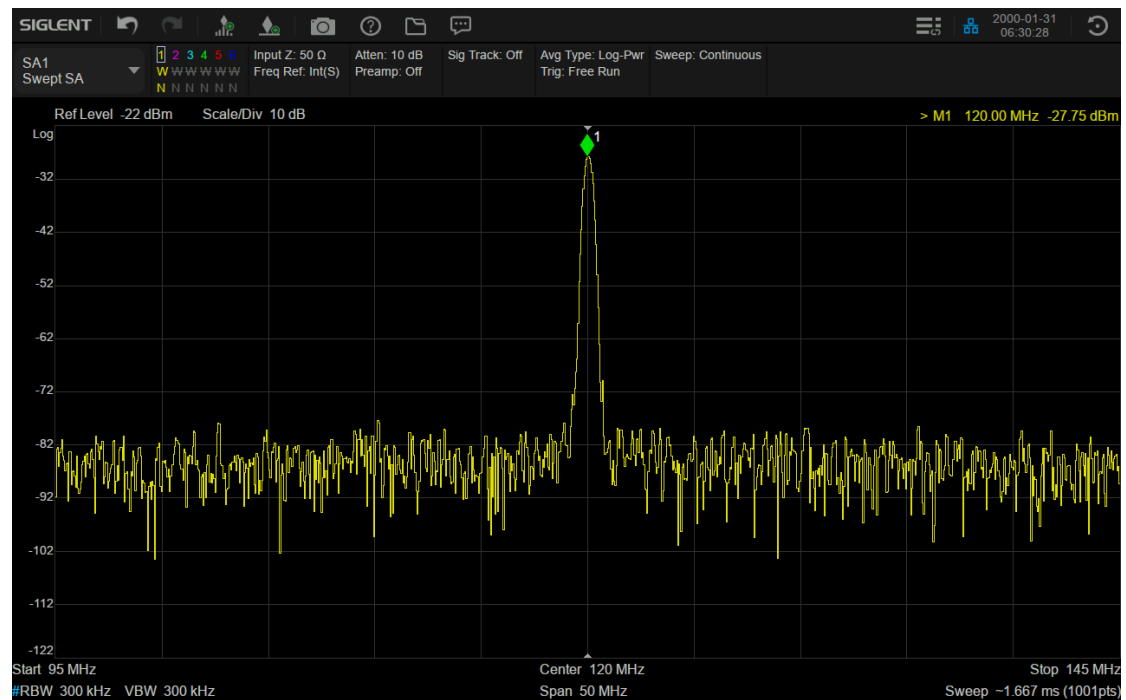 SIGLENT
2000-01-31
06:30:28
SA1
Swept SA
1 2 3 4 5 6
W W W W W W
N N N N N N
Input Z: 50 Ω
Freq Ref: Int(S)
Atten: 10 dB
Preamp: Off
Sig Track: Off
Avg Type: Log-Pwr
Trig: Free Run
Sweep: Continuous
Ref Level -22 dBm Scale/Div 10 dB > M1 120.00 MHz -27.75 dBm
Log
1
-32
-42
-52
-62
-72
-82
-92
-102
-112
-122
Start 95 MHz Center 120 MHz Stop 145 MHz
#RBW 300 kHz VBW 300 kHz Span 50 MHz Sweep ~1.667 ms (1001pts)